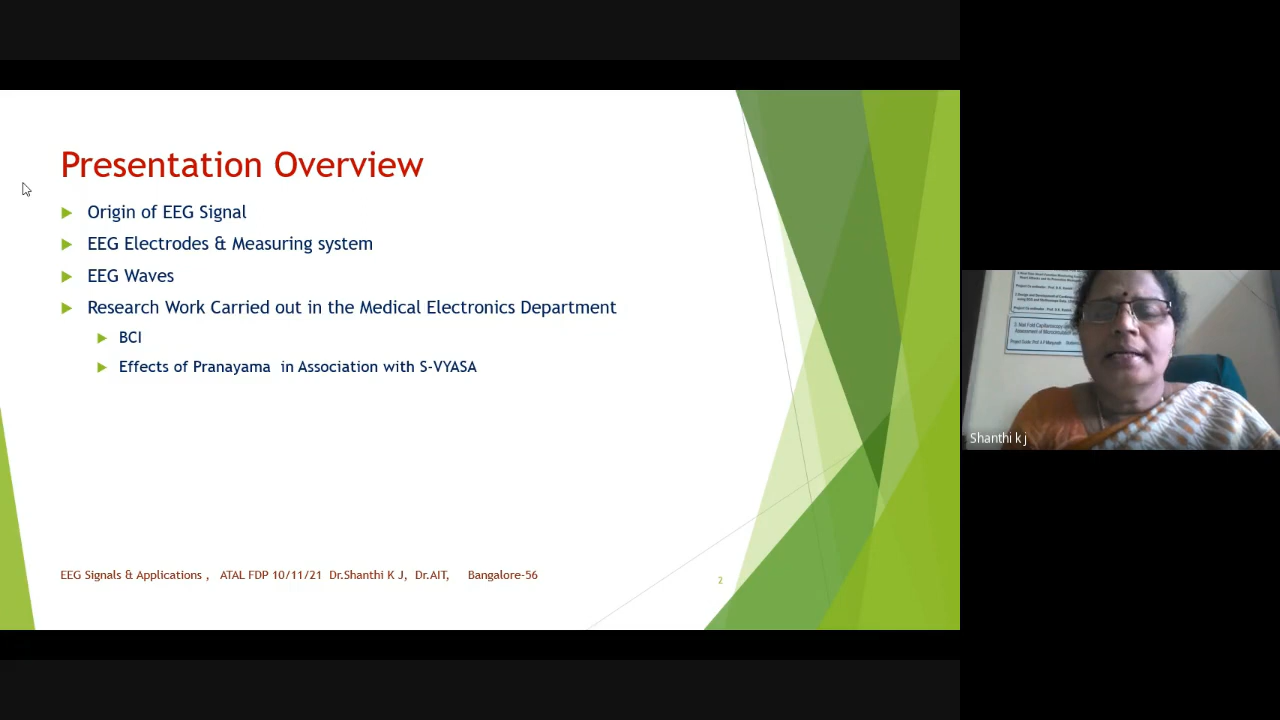 Presentation Overview
Origin of EEG Signal
EEG Electrodes & Measuring system
EEG Waves
Research Work Carried out in the Medical Electronics Department
BCI
Effects of Pranayama in Association with S-VYASA
EEG Signals & Applications , ATAL FDP 10/11/21 Dr.Shanthi K J, Dr.AIT, Bangalore-56
2
Shanthi k j